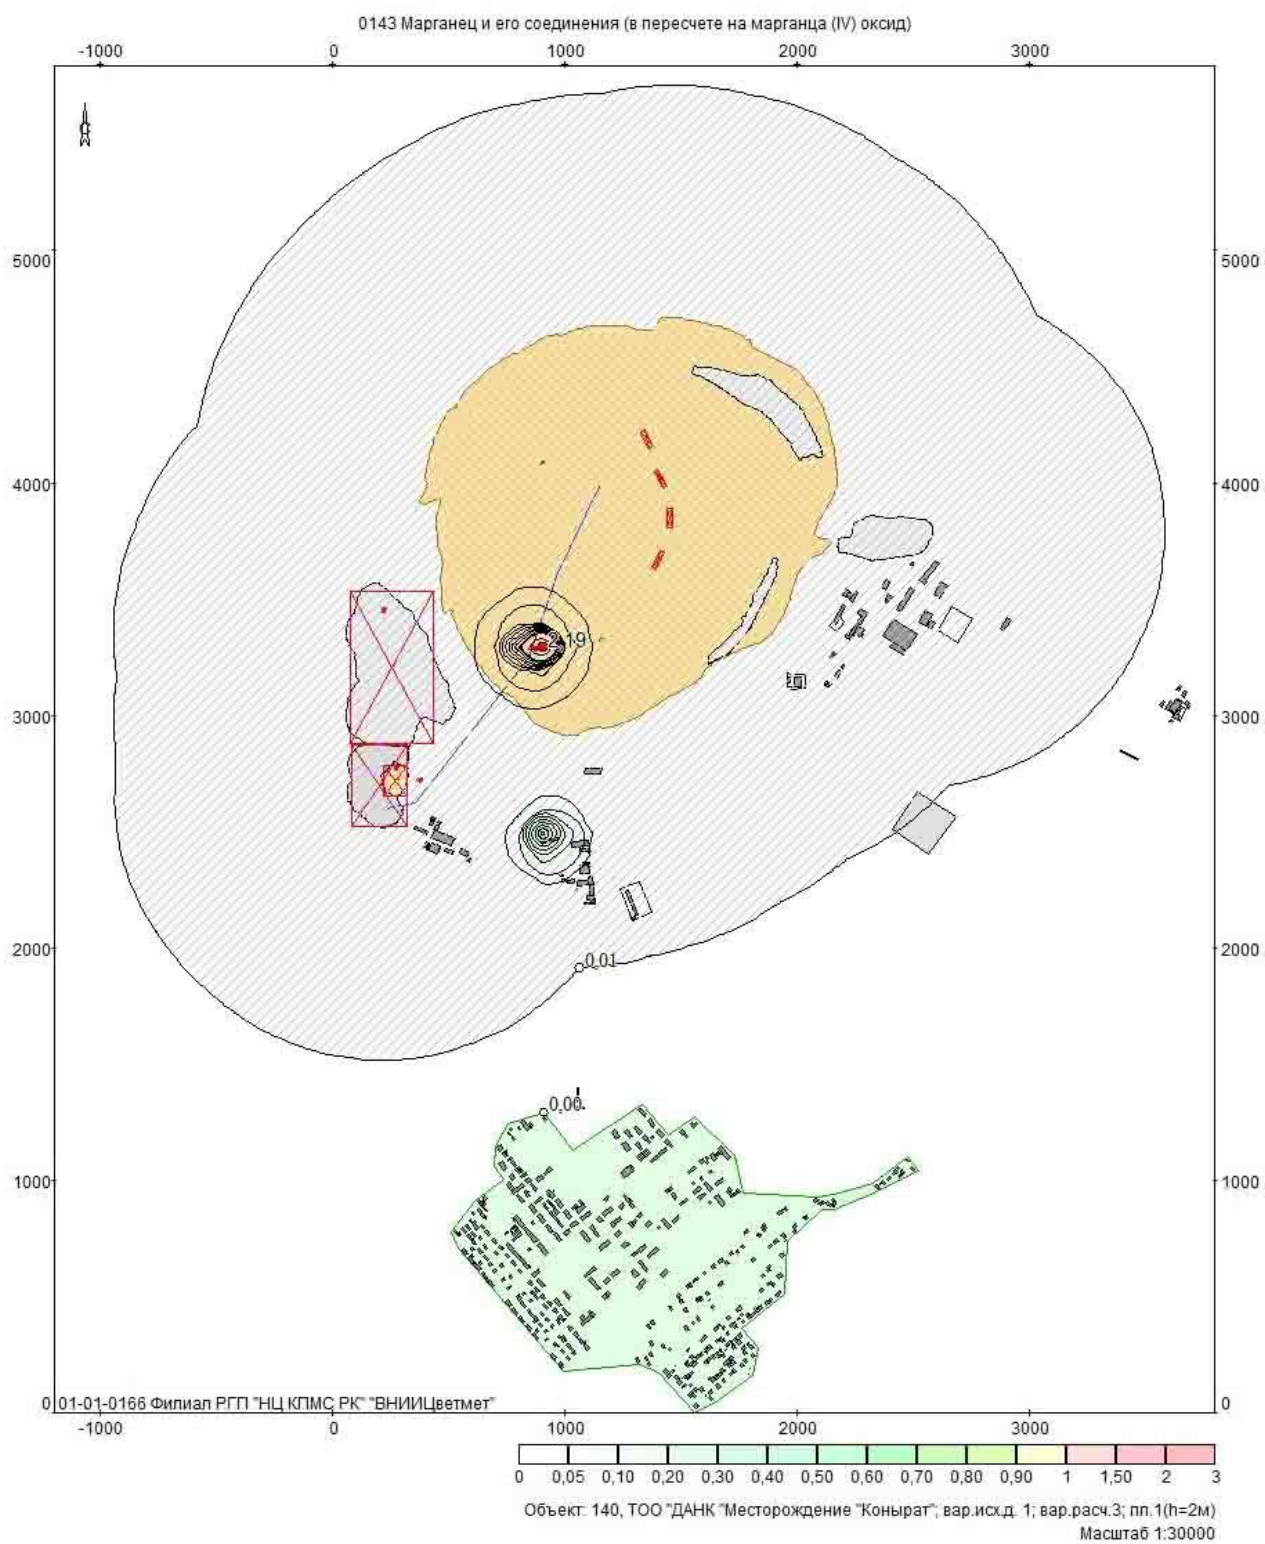 0143 Марганец и его соединения (в пересчете на марганца (IV) оксид)
-1000 0 1000 2000 3000
С
5000 5000
4000 4000
2,19
3000 3000
2000 2000
0,01
0,00
1000 1000
0 0
01-01-0166 Филиал РГП "НЦ КПМС РК" "ВНИИЦветмет"
-1000 0 1000 2000 3000
0 0,05 0,10 0,20 0,30 0,40 0,50 0,60 0,70 0,80 0,90 1 1,50 2 3
Объект: 140, ТОО "ДАНК "Месторождение "Конырат"; вар.исх.д. 1; вар.расч.3; пл.1(h=2м)
Масштаб 1:30000